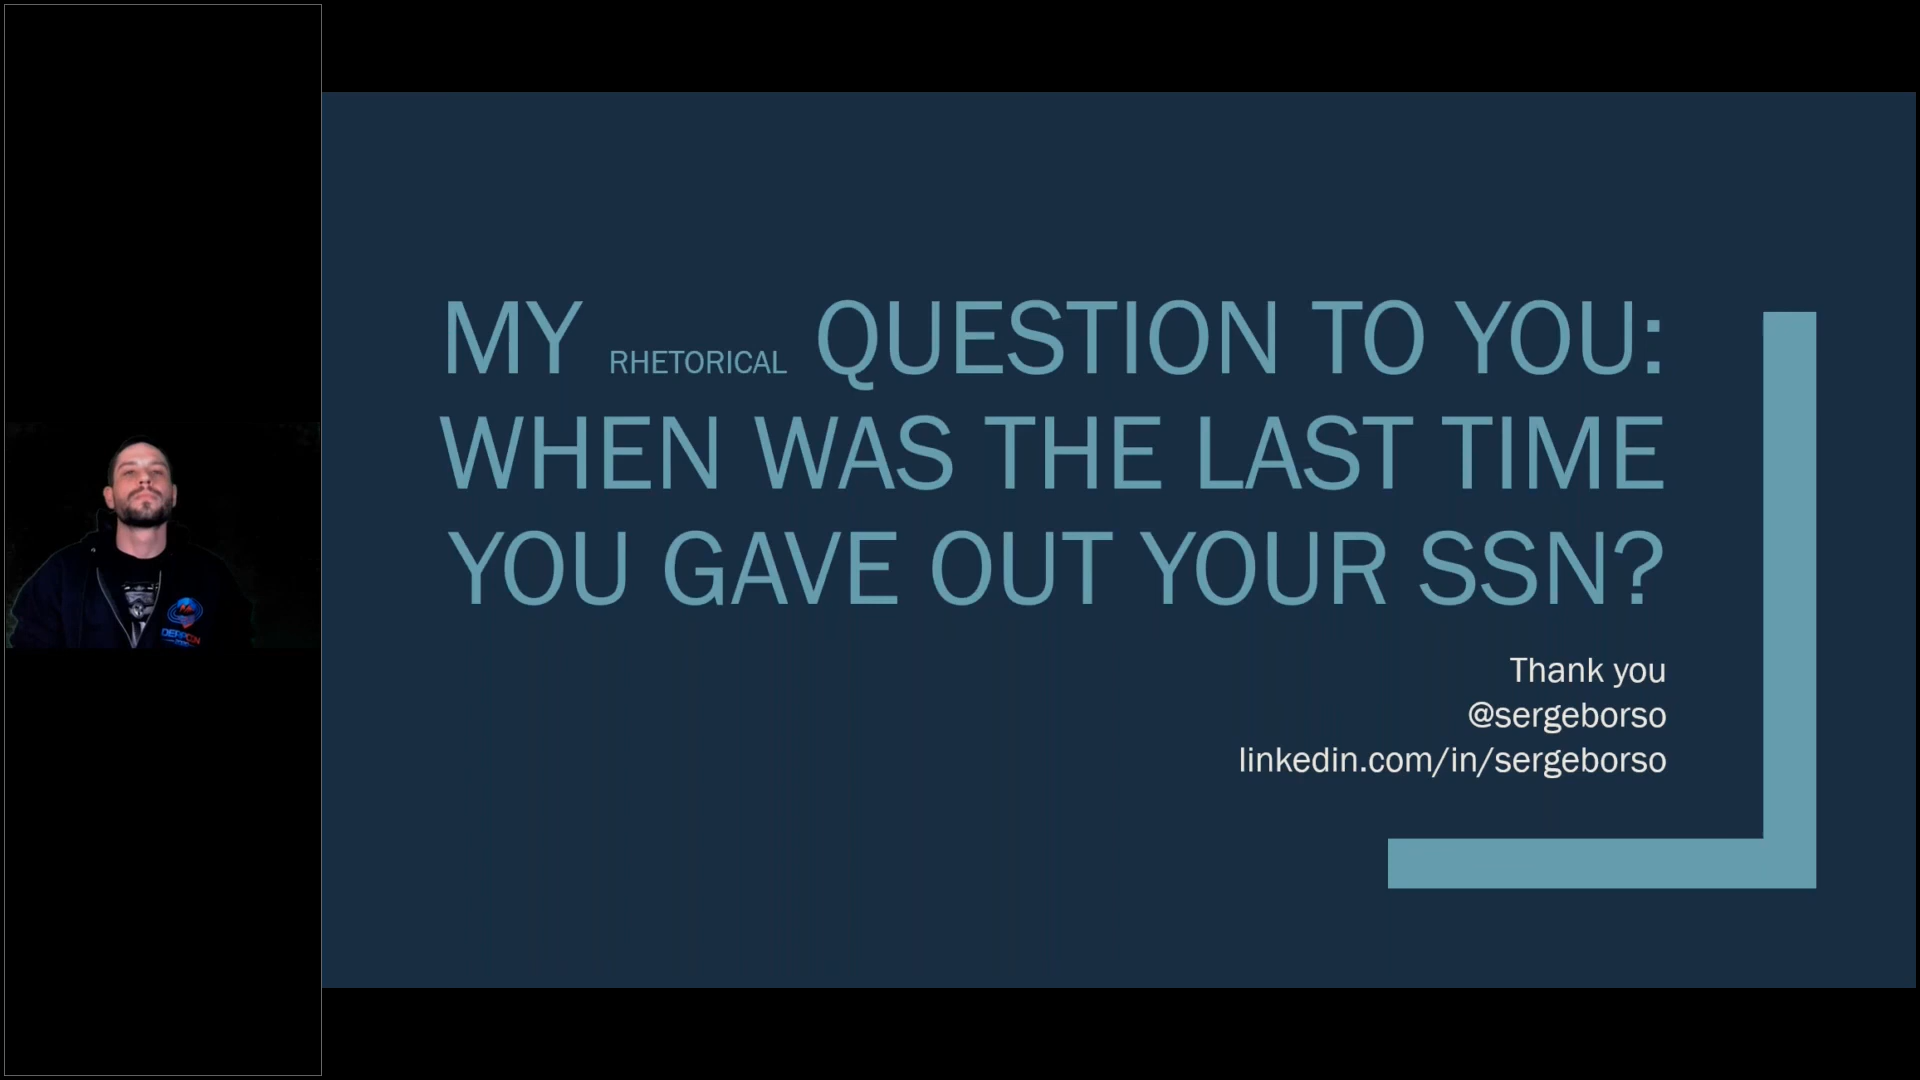 MY RHETORICAL QUESTION TO YOU:
WHEN WAS THE LAST TIME
YOU GAVE OUT YOUR SSN?
Thank you
@sergeborso
linkedin.com/in/sergeborso